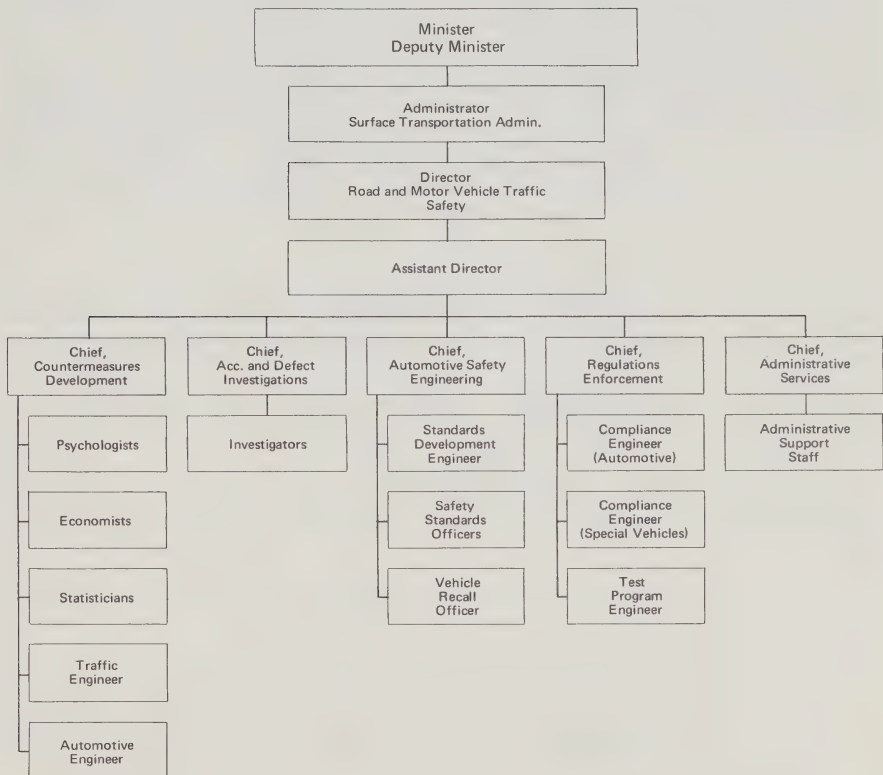 Minister
Deputy Minister
Administrator
Surface Transportation Admin.
Director
Road and Motor Vehicle Traffic
Safety
Assistant Director
Chief,
Countermeasures
Development
Psychologists
Economists
Statisticians
Traffic
Engineer
Automotive
Engineer
Chief,
Acc. and Defect
Investigations
Investigators
Chief,
Automotive Safety
Engineering
Standards
Development
Engineer
Safety
Standards
Officers
Vehicle
Recall
Officer
Chief,
Regulations
Enforcement
Compliance
Engineer
(Automotive)
Compliance
Engineer
(Special Vehicles)
Test
Program
Engineer
Chief,
Administrative
Services
Administrative
Support
Staff